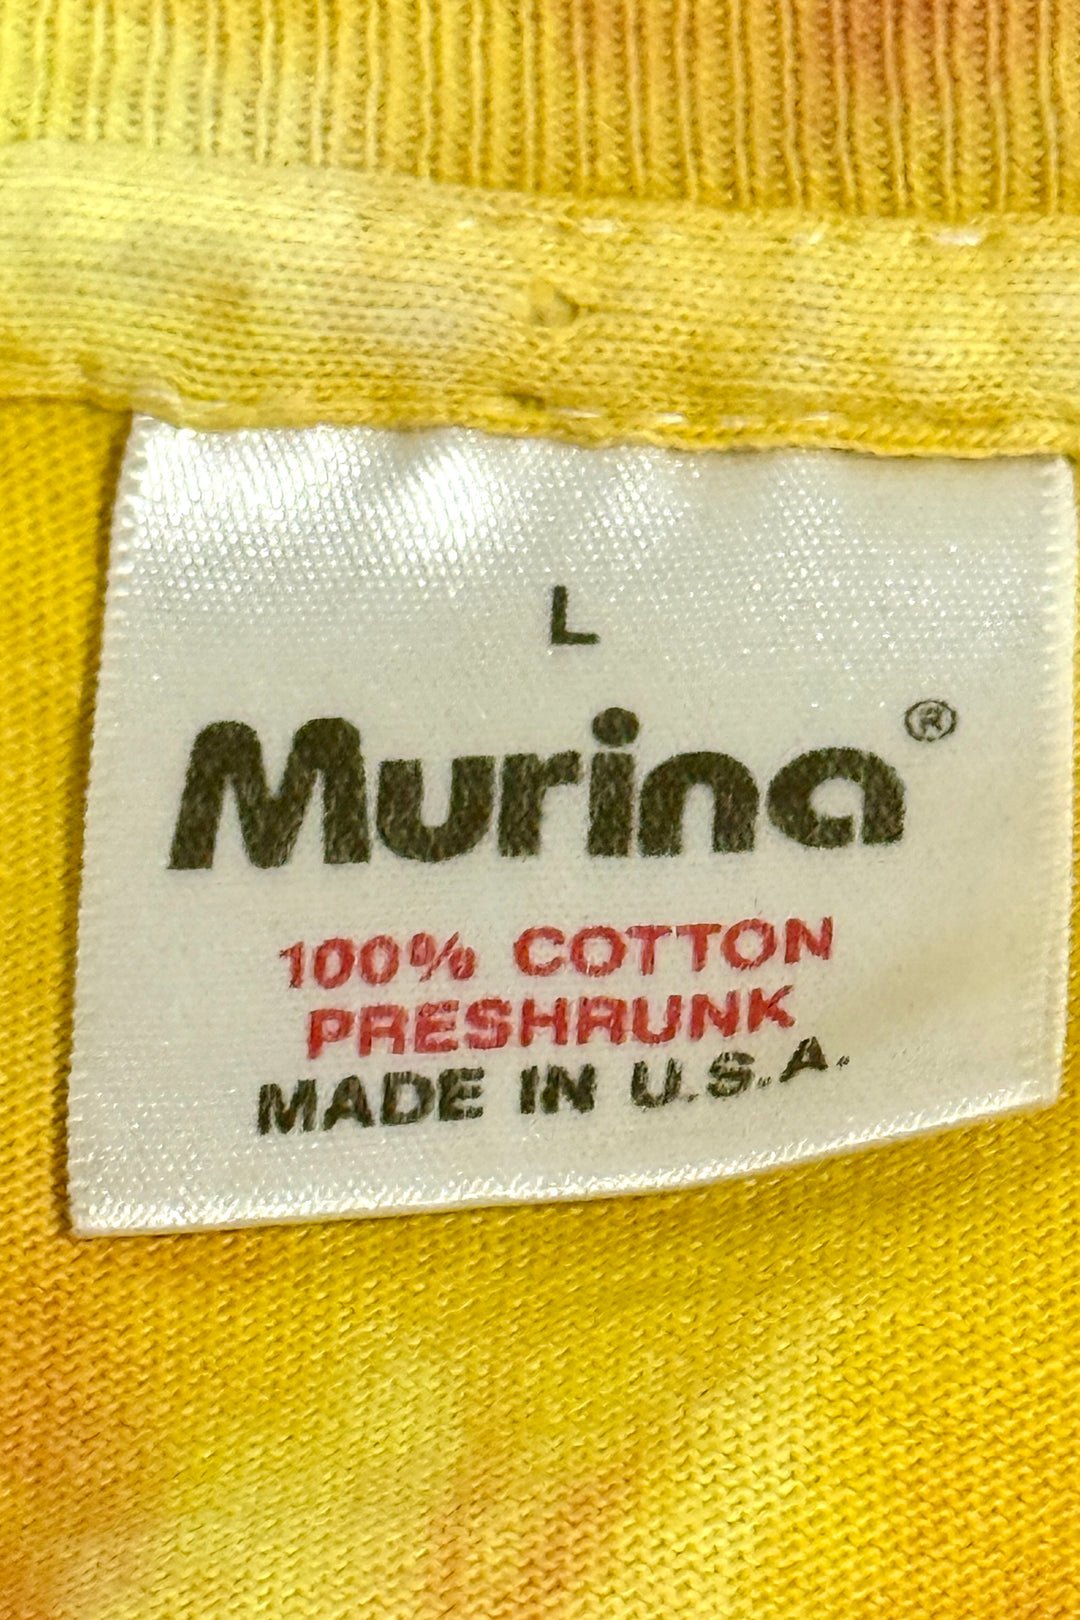 L
Murina®
100% COTTON
PRESHRUNK
MADE IN U.S.A.